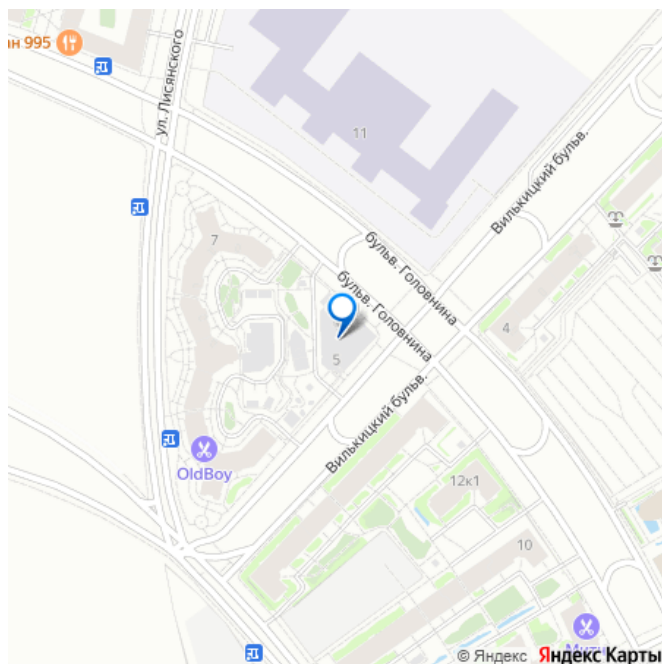 н 995
ул. Лисянского
11
Вилькицкий бульв.
7
бульв. Головнина
бульв. Головнина
4
5
Вилькицкий бульв.
OldBoy
12к1
10
© Яндекс Яндекс Карты